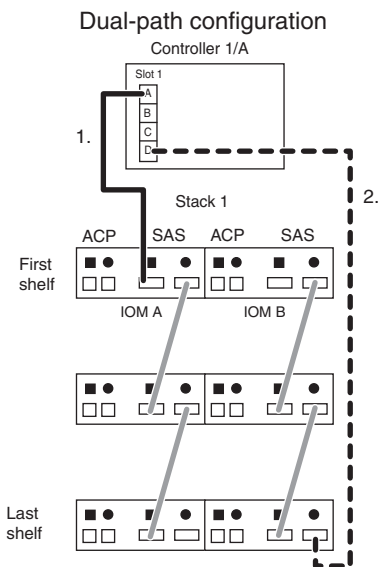 Dual-path configuration
Controller 1/A
Slot 1
A
B
C
D
1.
2.
Stack 1
ACP SAS ACP SAS
First
shelf
IOM A IOM B
Last
shelf